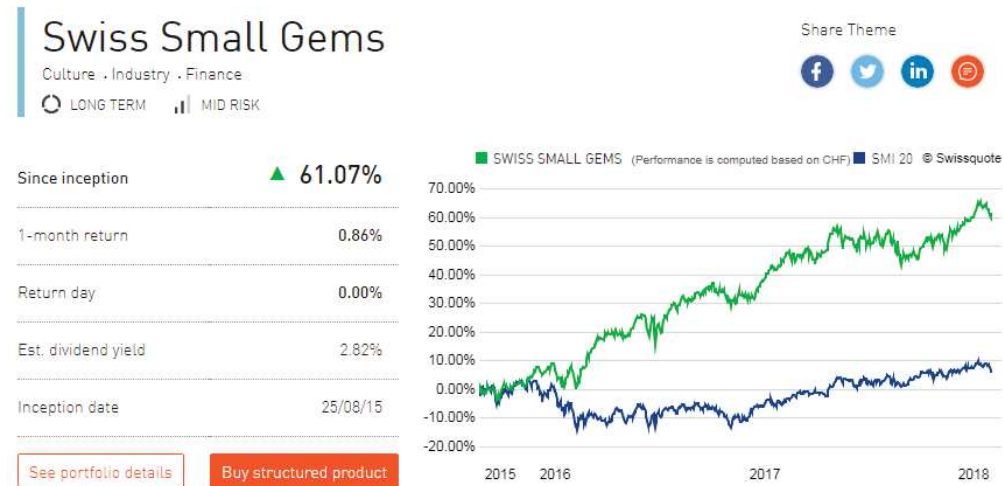 Swiss Small Gems
Culture . Industry . Finance
LONG TERM MID RISK
Share Theme
Since inception ▲ 61.07%
1-month return 0.86%
Return day 0.00%
Est. dividend yield 2.82%
Inception date 25/08/15
See portfolio details Buy structured product
SWISS SMALL GEMS (Performance is computed based on CHF) SMI 20 © Swissquote
70.00%
60.00%
50.00%
40.00%
30.00%
20.00%
10.00%
0.00%
-10.00%
-20.00%
2015 2016 2017 2018